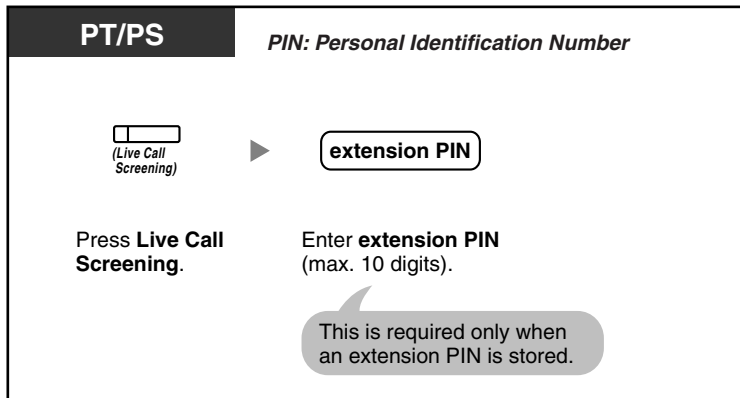 PT/PS
PIN: Personal Identification Number
(Live Call
Screening)
extension PIN
Press Live Call
Screening.
Enter extension PIN
(max. 10 digits).
This is required only when
an extension PIN is stored.